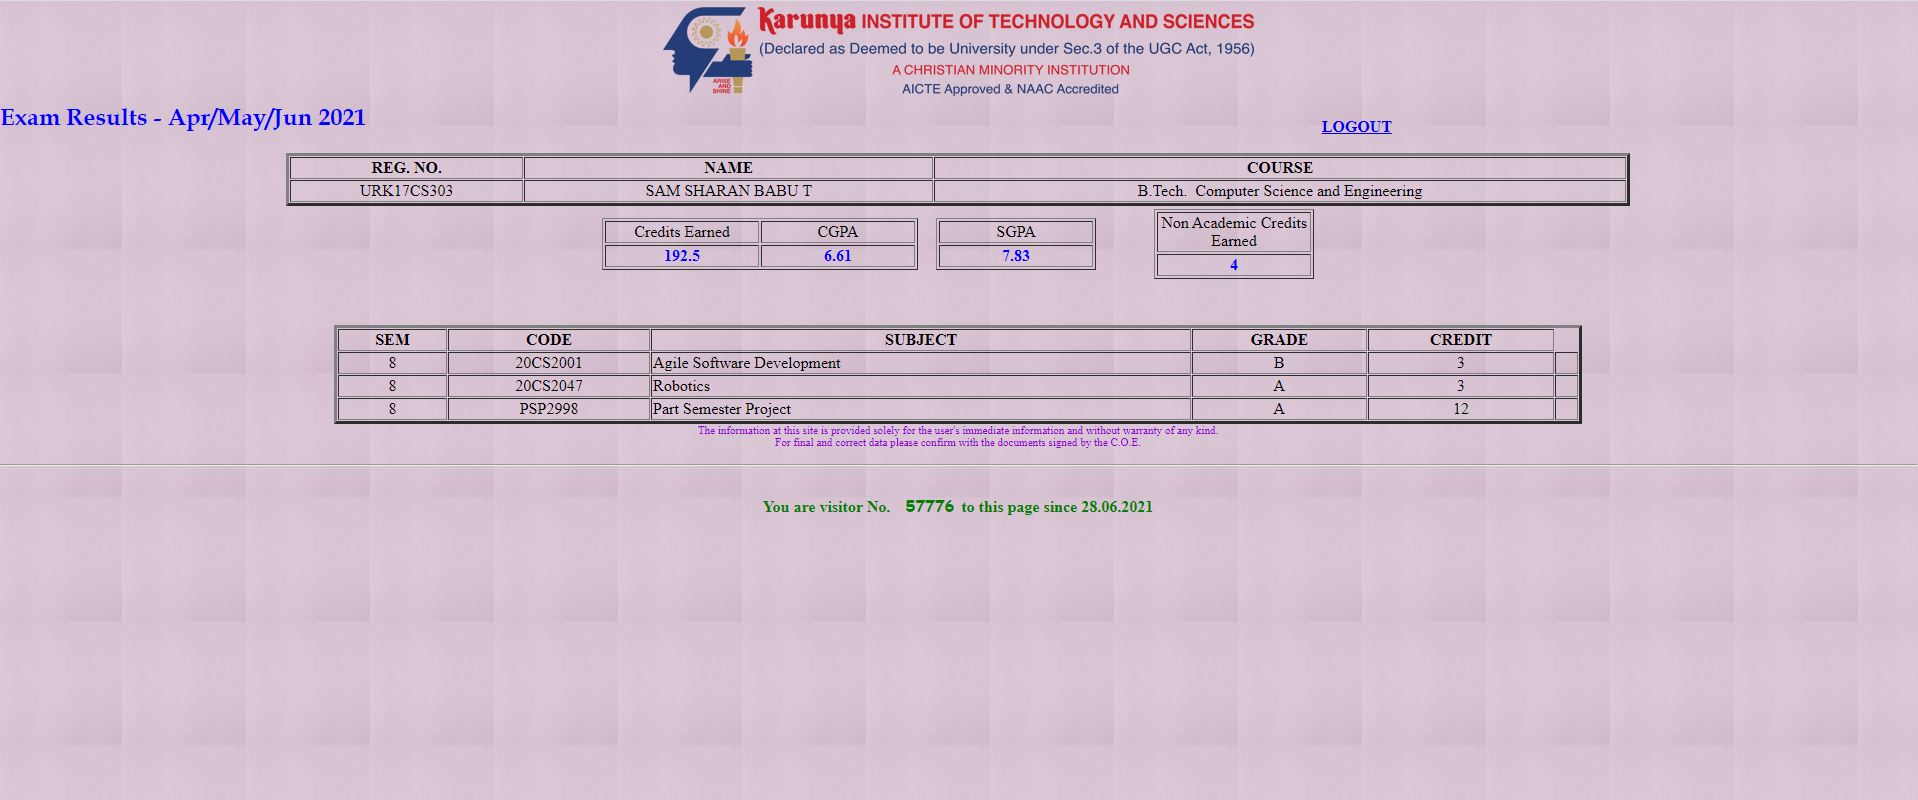 Karunya INSTITUTE OF TECHNOLOGY AND SCIENCES
(Declared as Deemed to be University under Sec.3 of the UGC Act, 1956)
A CHRISTIAN MINORITY INSTITUTION
AICTE Approved & NAAC Accredited
ARISE
AND
SHINE
Exam Results - Apr/May/Jun 2021
LOGOUT
REG. NO. NAME COURSE
URK17CS303 SAM SHARAN BABU T B.Tech. Computer Science and Engineering
Credits Earned CGPA SGPA Non Academic Credits
Earned
192.5 6.61 7.83 4
SEM CODE SUBJECT GRADE CREDIT
8 20CS2001 Agile Software Development B 3
8 20CS2047 Robotics A 3
8 PSP2998 Part Semester Project A 12
The information at this site is provided solely for the user's immediate information and without warranty of any kind.
For final and correct data please confirm with the documents signed by the C.O.E.
You are visitor No. 57776 to this page since 28.06.2021